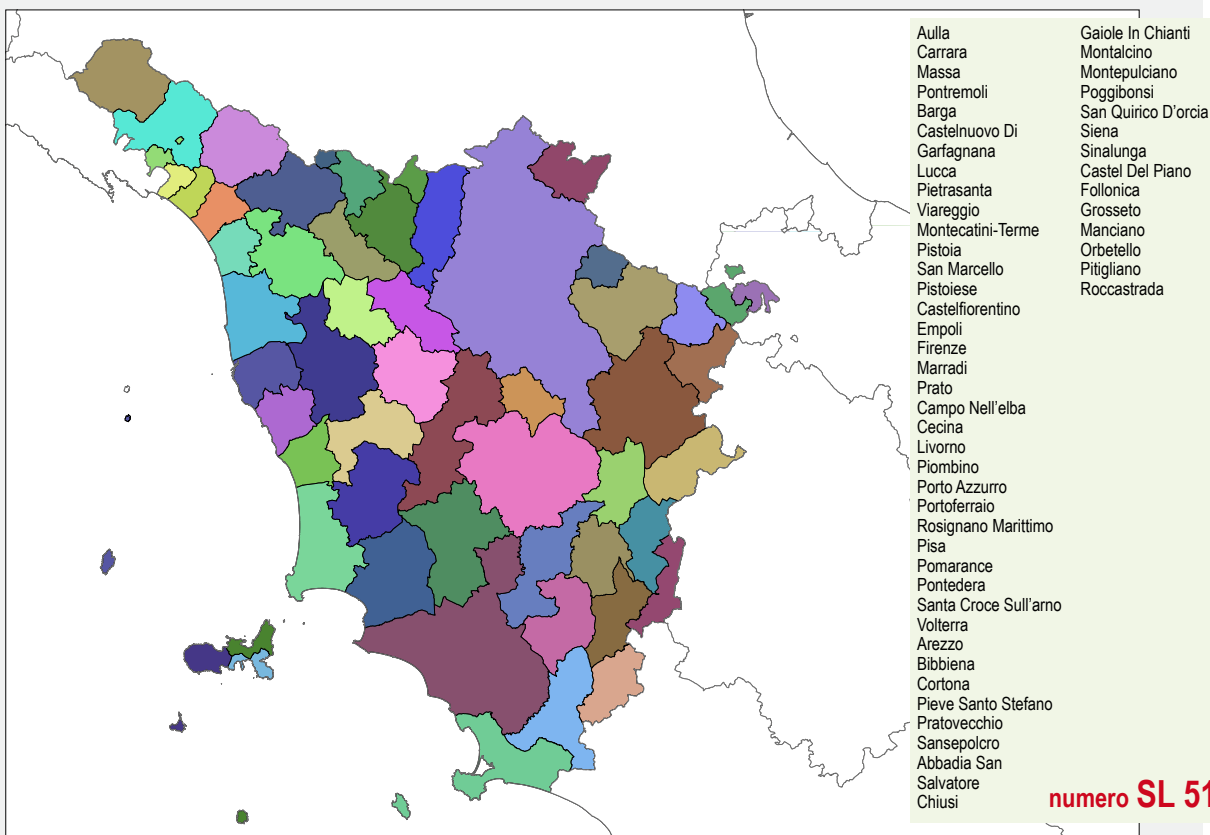 Aulla
Carrara
Massa
Pontremoli
Barga
Castelnuovo Di
Garfagnana
Lucca
Pietrasanta
Viareggio
Montecatini-Terme
Pistoia
San Marcello
Pistoiese
Castelfiorentino
Empoli
Firenze
Marradi
Prato
Campo Nell'elba
Cecina
Livorno
Piombino
Porto Azzurro
Portoferraio
Rosignano Marittimo
Pisa
Pomarance
Pontedera
Santa Croce Sull'arno
Volterra
Arezzo
Bibbiena
Cortona
Pieve Santo Stefano
Pratovecchio
Sansepolcro
Abbadia San
Salvatore
Chiusi
Gaiole In Chianti
Montalcino
Montepulciano
Poggibonsi
San Quirico D'orcia
Siena
Sinalunga
Castel Del Piano
Follonica
Grosseto
Manciano
Orbetello
Pitigliano
Roccastrada
numero SL 51